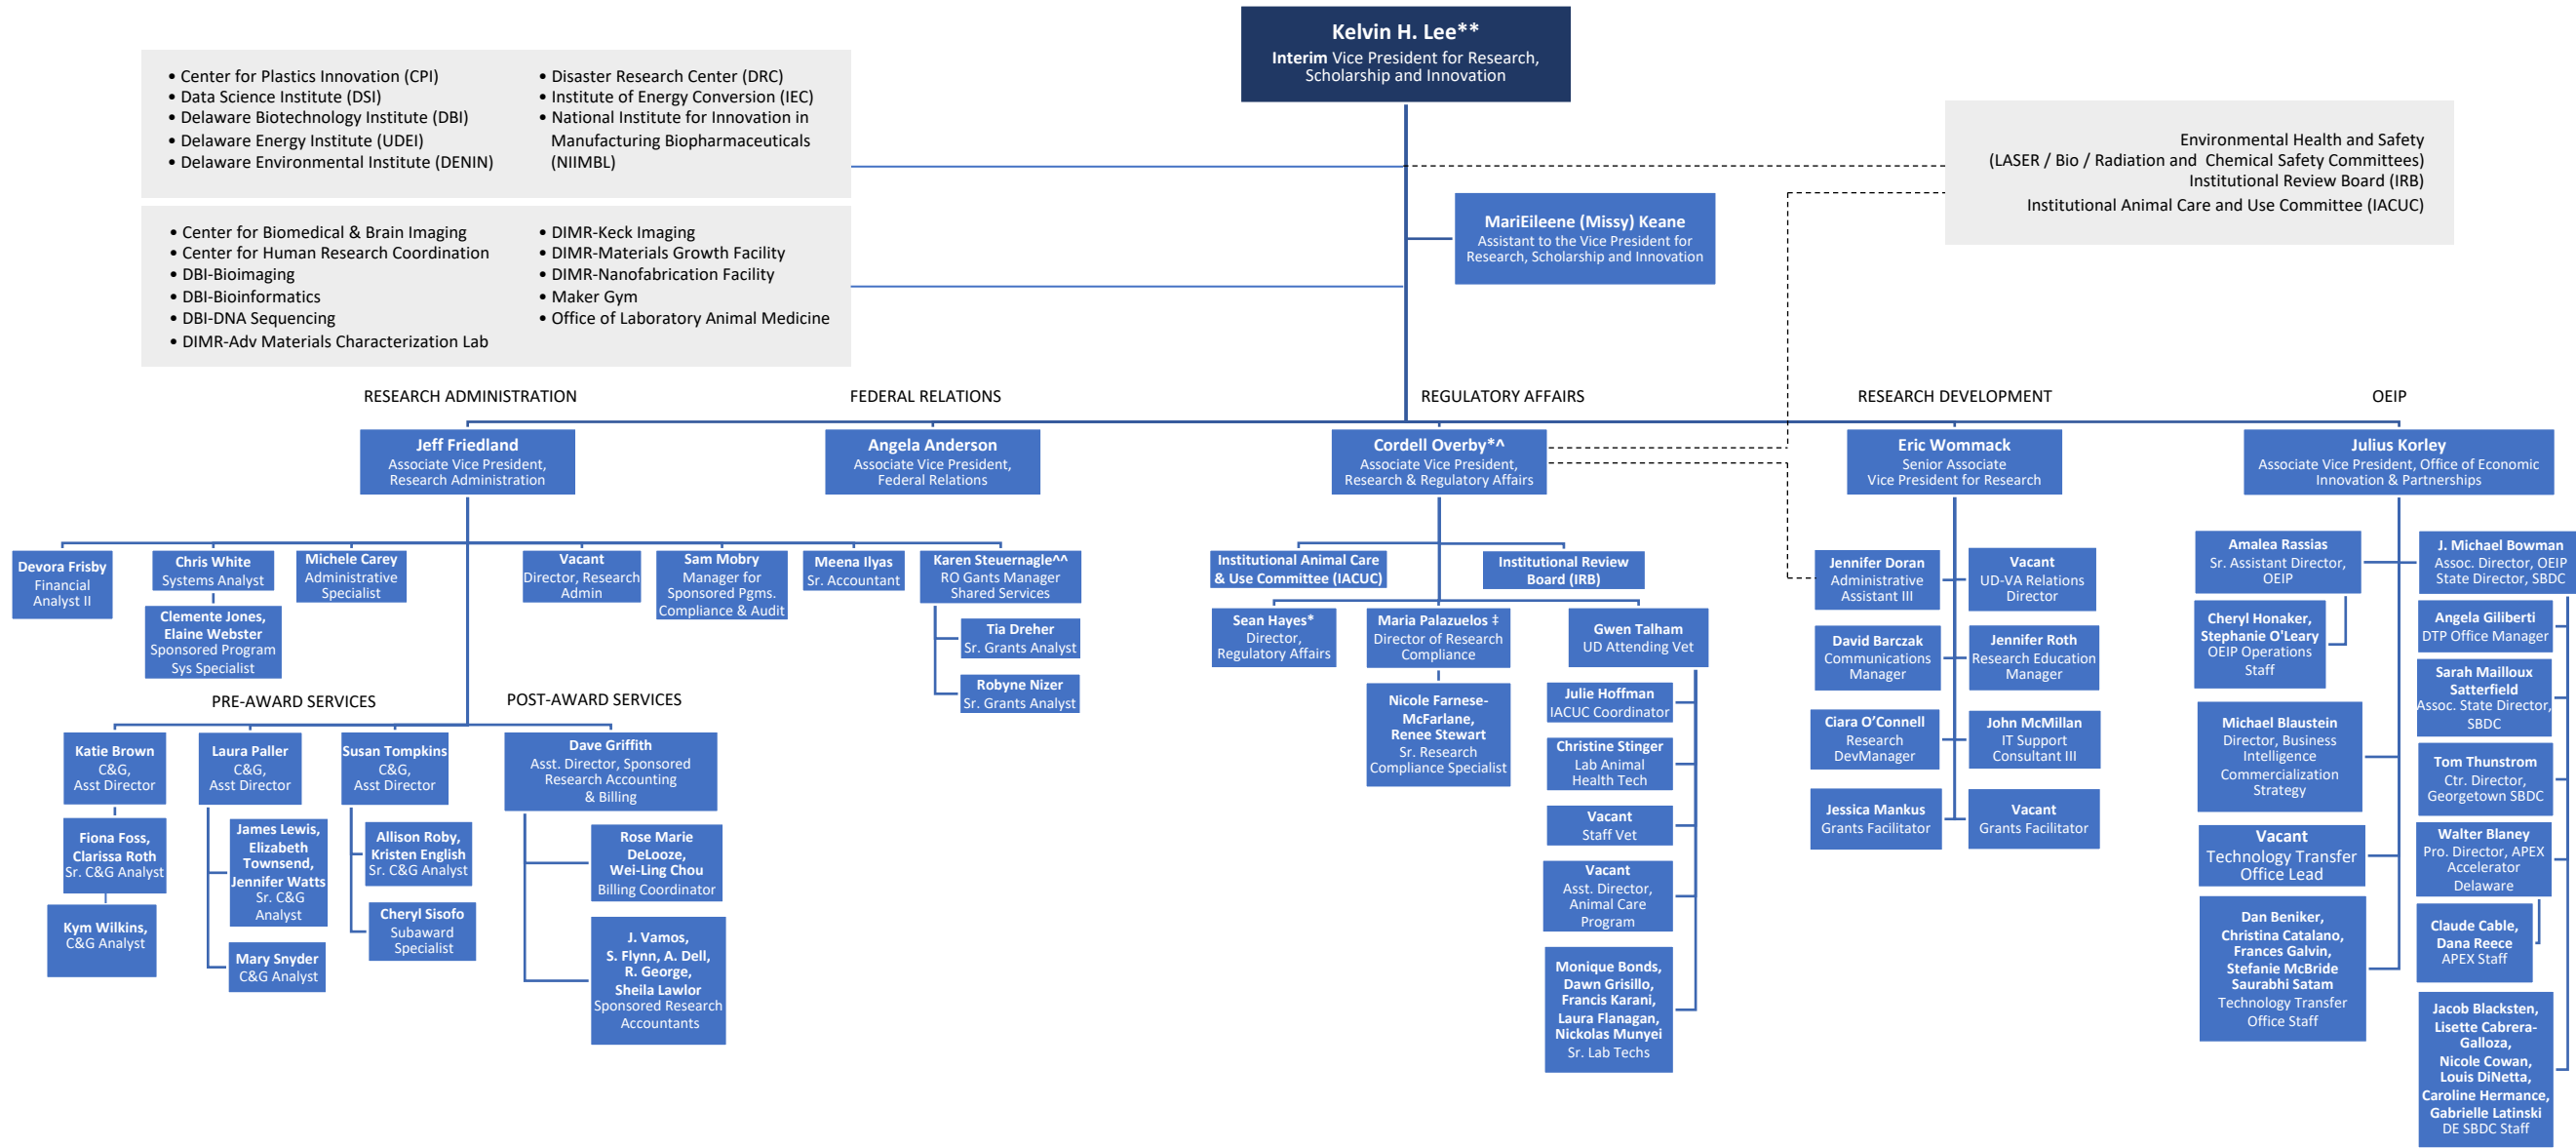 Kelvin H. Lee**
Interim Vice President for Research,
Scholarship and Innovation
• Center for Plastics Innovation (CPI)
• Data Science Institute (DSI)
• Delaware Biotechnology Institute (DBI)
• Delaware Energy Institute (UDEI)
• Delaware Environmental Institute (DENIN)
• Disaster Research Center (DRC)
• Institute of Energy Conversion (IEC)
• National Institute for Innovation in
Manufacturing Biopharmaceuticals
(NIIMBL)
Environmental Health and Safety
(LASER / Bio / Radiation and Chemical Safety Committees)
Institutional Review Board (IRB)
Institutional Animal Care and Use Committee (IACUC)
MariEileene (Missy) Keane
Assistant to the Vice President for
Research, Scholarship and Innovation
• Center for Biomedical & Brain Imaging
• Center for Human Research Coordination
• DBI-Bioimaging
• DBI-Bioinformatics
• DBI-DNA Sequencing
• DIMR-Adv Materials Characterization Lab
• DIMR-Keck Imaging
• DIMR-Materials Growth Facility
• DIMR-Nanofabrication Facility
• Maker Gym
• Office of Laboratory Animal Medicine
RESEARCH ADMINISTRATION
FEDERAL RELATIONS
REGULATORY AFFAIRS
RESEARCH DEVELOPMENT
OEIP
Jeff Friedland
Associate Vice President,
Research Administration
Angela Anderson
Associate Vice President,
Federal Relations
Cordell Overby*^
Associate Vice President,
Research & Regulatory Affairs
Eric Wommack
Senior Associate
Vice President for Research
Julius Korley
Associate Vice President, Office of Economic
Innovation & Partnerships
Devora Frisby
Financial
Analyst II
Chris White
Systems Analyst
Clemente Jones,
Elaine Webster
Sponsored Program
Sys Specialist
Michele Carey
Administrative
Specialist
Vacant
Director, Research
Admin
Sam Mobry
Manager for
Sponsored Pgms.
Compliance & Audit
Meena Ilyas
Sr. Accountant
Karen Steuernagle^^
RO Gants Manager
Shared Services
Tia Dreher
Sr. Grants Analyst
Robyne Nizer
Sr. Grants Analyst
PRE-AWARD SERVICES
POST-AWARD SERVICES
Katie Brown
C&G,
Asst Director
Fiona Foss,
Clarissa Roth
Sr. C&G Analyst
Kym Wilkins,
C&G Analyst
Laura Paller
C&G,
Asst Director
James Lewis,
Elizabeth
Townsend,
Jennifer Watts
Sr. C&G
Analyst
Mary Snyder
C&G Analyst
Susan Tompkins
C&G,
Asst Director
Allison Roby,
Kristen English
Sr. C&G Analyst
Cheryl Sisofo
Subaward
Specialist
Dave Griffith
Asst. Director, Sponsored
Research Accounting
& Billing
Rose Marie
DeLooze,
Wei-Ling Chou
Billing Coordinator
J. Vamos,
S. Flynn, A. Dell,
R. George,
Sheila Lawlor
Sponsored Research
Accountants
Institutional Animal Care
& Use Committee (IACUC)
Institutional Review
Board (IRB)
Sean Hayes*
Director,
Regulatory Affairs
Maria Palazuelos ‡
Director of Research
Compliance
Nicole Farnese-
McFarlane,
Renee Stewart
Sr. Research
Compliance Specialist
Gwen Talham
UD Attending Vet
Julie Hoffman
IACUC Coordinator
Christine Stinger
Lab Animal
Health Tech
Vacant
Staff Vet
Vacant
Asst. Director,
Animal Care
Program
Monique Bonds,
Dawn Grisillo,
Francis Karani,
Laura Flanagan,
Nickolas Munyei
Sr. Lab Techs
Jennifer Doran
Administrative
Assistant III
Vacant
UD-VA Relations
Director
David Barczak
Communications
Manager
Jennifer Roth
Research Education
Manager
Ciara O’Connell
Research
DevManager
John McMillan
IT Support
Consultant III
Jessica Mankus
Grants Facilitator
Vacant
Grants Facilitator
Amalea Rassias
Sr. Assistant Director,
OEIP
Cheryl Honaker,
Stephanie O'Leary
OEIP Operations
Staff
Michael Blaustein
Director, Business
Intelligence
Commercialization
Strategy
Vacant
Technology Transfer
Office Lead
Dan Beniker,
Christina Catalano,
Frances Galvin,
Stefanie McBride
Saurabhi Satam
Technology Transfer
Office Staff
J. Michael Bowman
Assoc. Director, OEIP
State Director, SBDC
Angela Giliberti
DTP Office Manager
Sarah Mailloux
Satterfield
Assoc. State Director,
SBDC
Tom Thunstrom
Ctr. Director,
Georgetown SBDC
Walter Blaney
Pro. Director, APEX
Accelerator
Delaware
Claude Cable,
Dana Reece
APEX Staff
Jacob Blacksten,
Lisette Cabrera-
Galloza,
Nicole Cowan,
Louis DiNetta,
Caroline Hermance,
Gabrielle Latinski
DE SBDC Staff